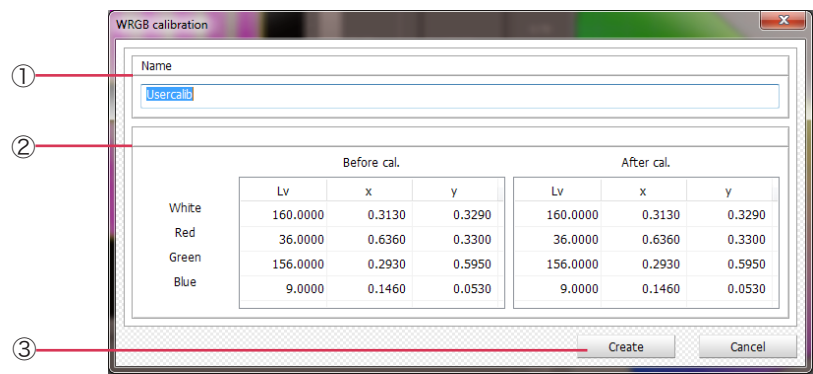 WRGB calibration
x
① Name
Usercalib
②
Before cal. After cal.
Lv x y Lv x y
White 160.0000 0.3130 0.3290 160.0000 0.3130 0.3290
Red 36.0000 0.6360 0.3300 36.0000 0.6360 0.3300
Green 156.0000 0.2930 0.5950 156.0000 0.2930 0.5950
Blue 9.0000 0.1460 0.0530 9.0000 0.1460 0.0530
③ Create Cancel